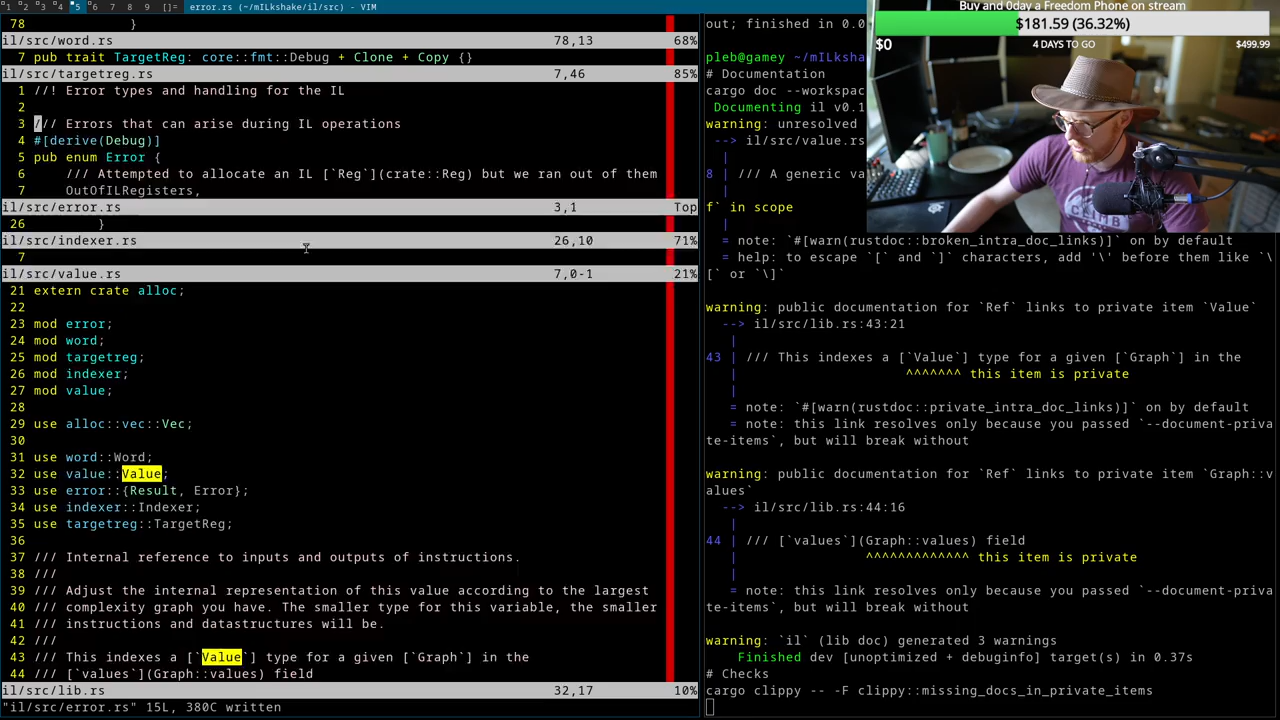 1 2 3 4 5 6 7 8 9 []= error.rs (~/mILkshake/il/src) - VIM
78 }
il/src/word.rs 78,13 68%
7 pub trait TargetReg: core::fmt::Debug + Clone + Copy {}
il/src/targetreg.rs 7,46 85%
1 //! Error types and handling for the IL
2
3 /// Errors that can arise during IL operations
4 #[derive(Debug)]
5 pub enum Error {
6 /// Attempted to allocate an IL [`Reg`](crate::Reg) but we ran out of them
7 OutOfILRegisters,
il/src/error.rs 3,1 Top
26 }
il/src/indexer.rs 26,10 71%
7
il/src/value.rs 7,0-1 21%
21 extern crate alloc;
22
23 mod error;
24 mod word;
25 mod targetreg;
26 mod indexer;
27 mod value;
28
29 use alloc::vec::Vec;
30
31 use word::Word;
32 use value::Value;
33 use error::{Result, Error};
34 use indexer::Indexer;
35 use targetreg::TargetReg;
36
37 /// Internal reference to inputs and outputs of instructions.
38 ///
39 /// Adjust the internal representation of this value according to the largest
40 /// complexity graph you have. The smaller type for this variable, the smaller
41 /// instructions and datastructures will be.
42 ///
43 /// This indexes a [`Value`] type for a given [`Graph`] in the
44 /// [`values`](Graph::values) field
il/src/lib.rs 32,17 10%
"il/src/error.rs" 15L, 380C written
out; finished in 0.0
pleb@gamey ~/mILksha
# Documentation
cargo doc --workspac
Documenting il v0.1
warning: unresolved
--> il/src/value.rs
|
8 | /// A generic va
|
f` in scope
|
= note: `#[warn(rustdoc::broken_intra_doc_links)]` on by default
= help: to escape `[` and `]` characters, add '\' before them like `\
[` or `\]`
warning: public documentation for `Ref` links to private item `Value`
--> il/src/lib.rs:43:21
|
43 | /// This indexes a [`Value`] type for a given [`Graph`] in the
| ^^^^^^^ this item is private
|
= note: `#[warn(rustdoc::private_intra_doc_links)]` on by default
= note: this link resolves only because you passed `--document-priva
te-items`, but will break without
warning: public documentation for `Ref` links to private item `Graph::v
alues`
--> il/src/lib.rs:44:16
|
44 | /// [`values`](Graph::values) field
| ^^^^^^^^^^^^^ this item is private
|
= note: this link resolves only because you passed `--document-priva
te-items`, but will break without
warning: `il` (lib doc) generated 3 warnings
Finished dev [unoptimized + debuginfo] target(s) in 0.37s
# Checks
cargo clippy -- -F clippy::missing_docs_in_private_items
Buy and 0day a Freedom Phone on stream
$181.59 (36.32%)
$0 4 DAYS TO GO $499.99